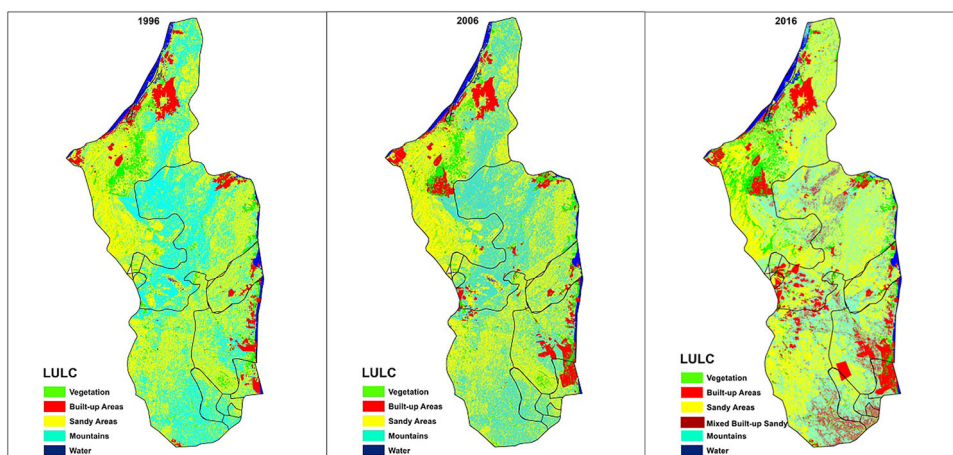 1996
LULC
Vegetation
Built-up Areas
Sandy Areas
Mountains
Water
2006
LULC
Vegetation
Built-up Areas
Sandy Areas
Mountains
Water
2016
LULC
Vegetation
Built-up Areas
Sandy Areas
Mixed Built-up Sandy
Mountains
Water